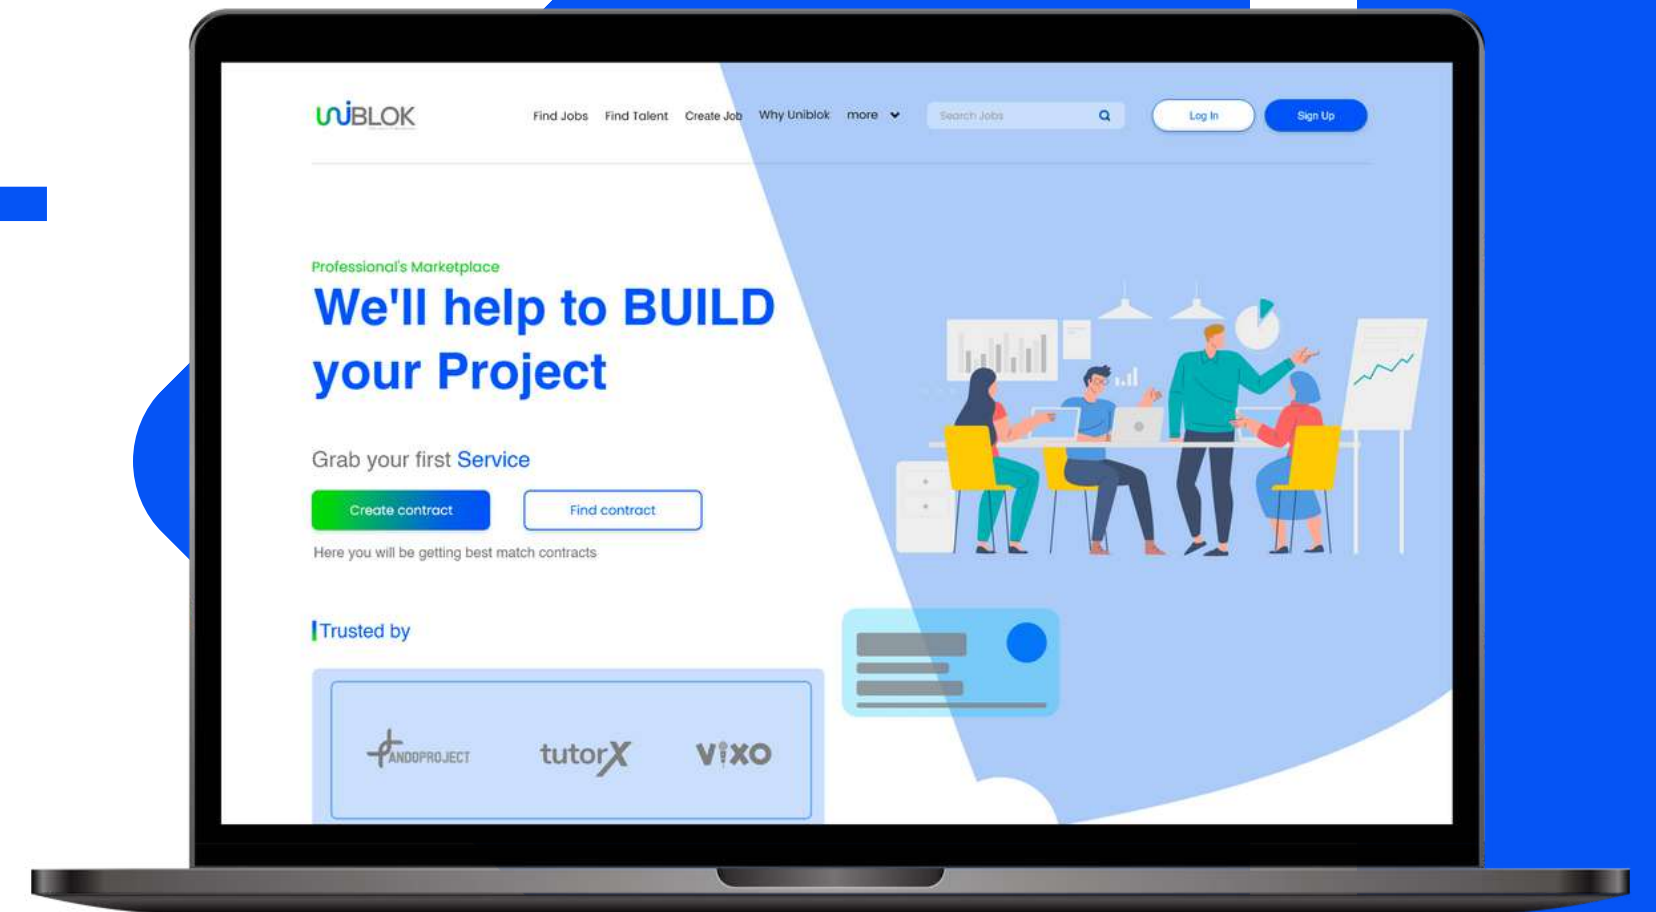 UNiBLOK
Find Jobs Find Talent Create Job Why Uniblok more Search Jobs Log In Sign Up
Professional's Marketplace
We'll help to BUILD
your Project
Grab your first Service
Create contract Find contract
Here you will be getting best match contracts
Trusted by
ANDOPROJECT tutorX VIXO